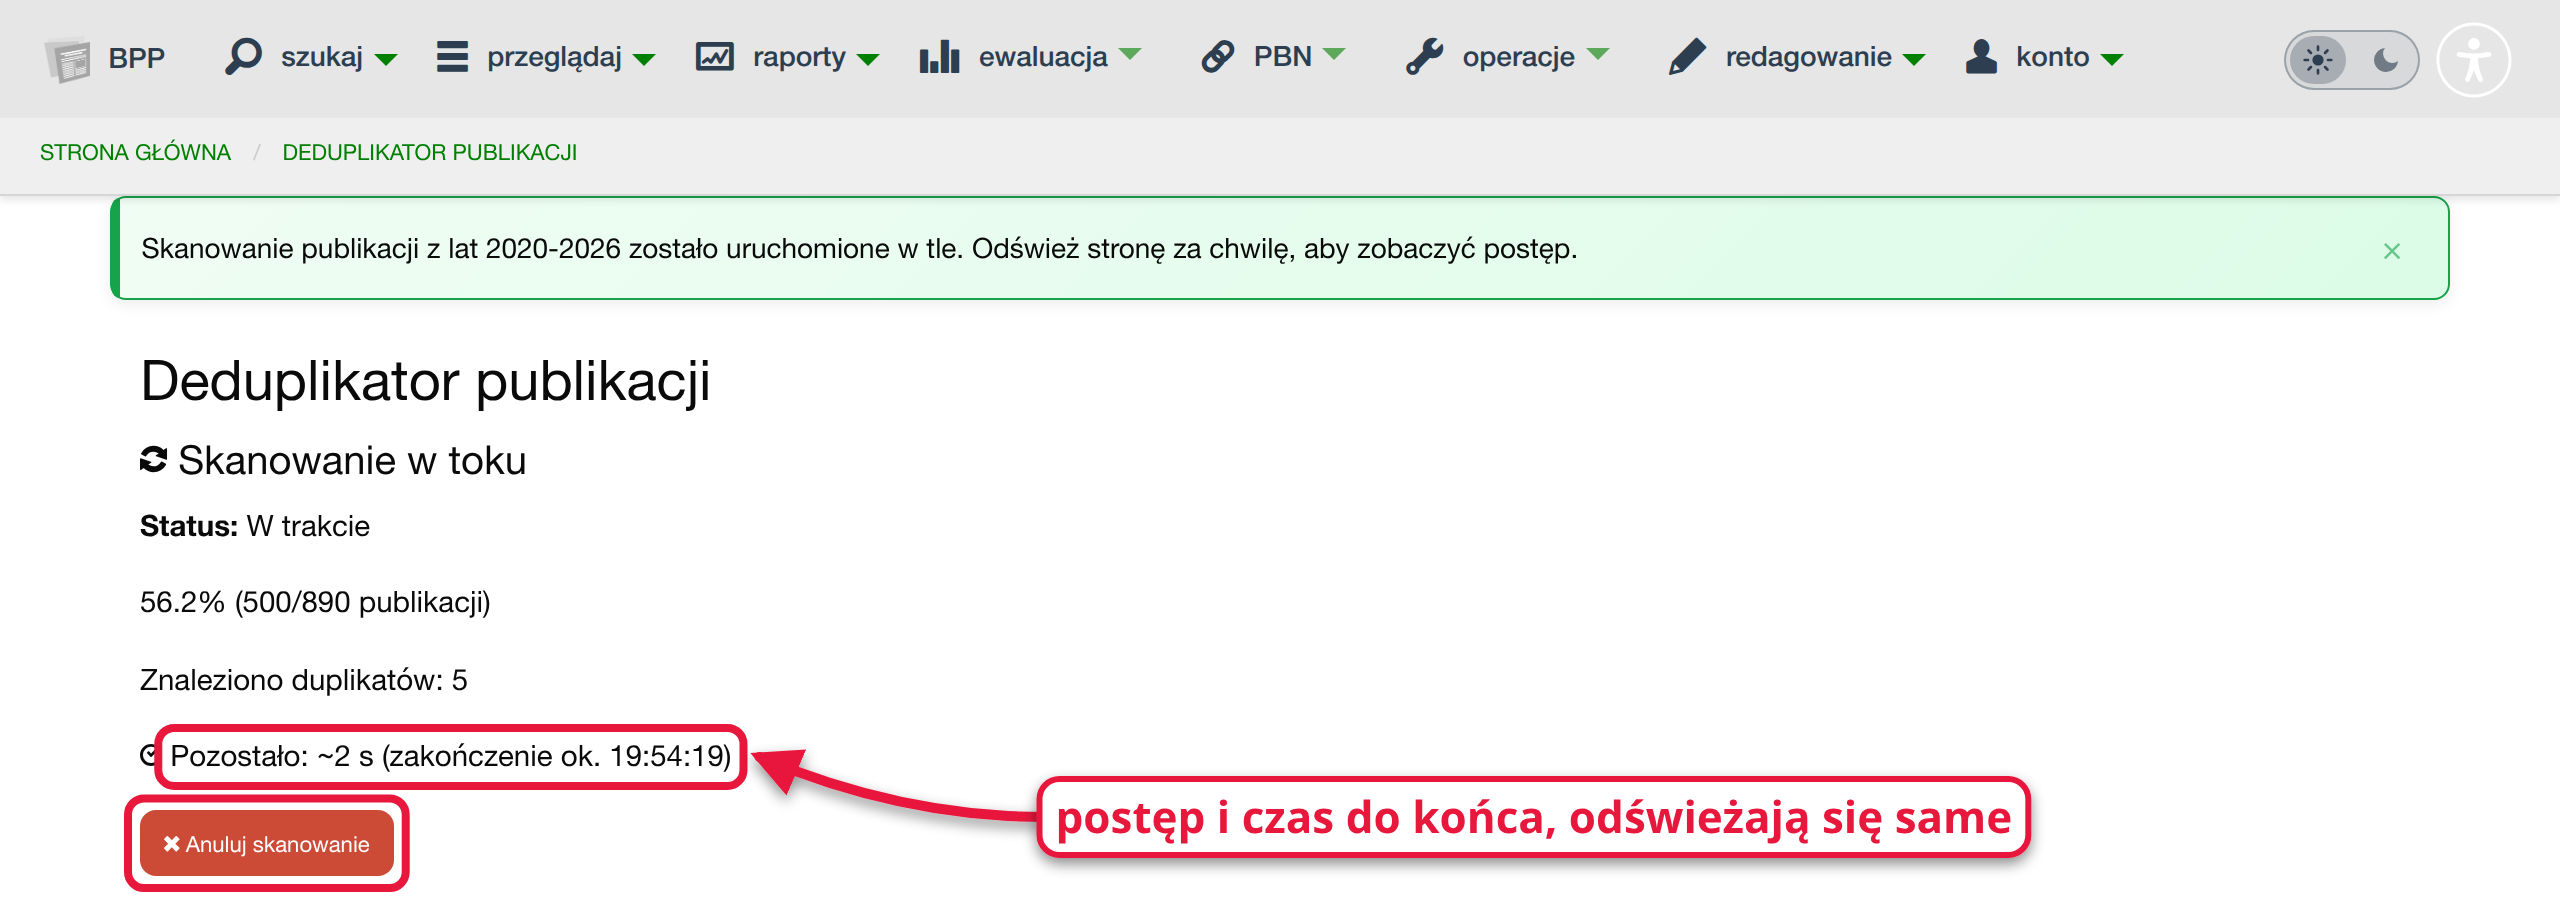 BPP szukaj przeglądaj raporty ewaluacja PBN operacje redagowanie konto
STRONA GŁÓWNA / DEDUPLIKATOR PUBLIKACJI
Skanowanie publikacji z lat 2020-2026 zostało uruchomione w tle. Odśwież stronę za chwilę, aby zobaczyć postęp. ×
Deduplikator publikacji
Skanowanie w toku
Status: W trakcie
56.2% (500/890 publikacji)
Znaleziono duplikatów: 5
Pozostało: ~2 s (zakończenie ok. 19:54:19)
postęp i czas do końca, odświeżają się same
✖ Anuluj skanowanie